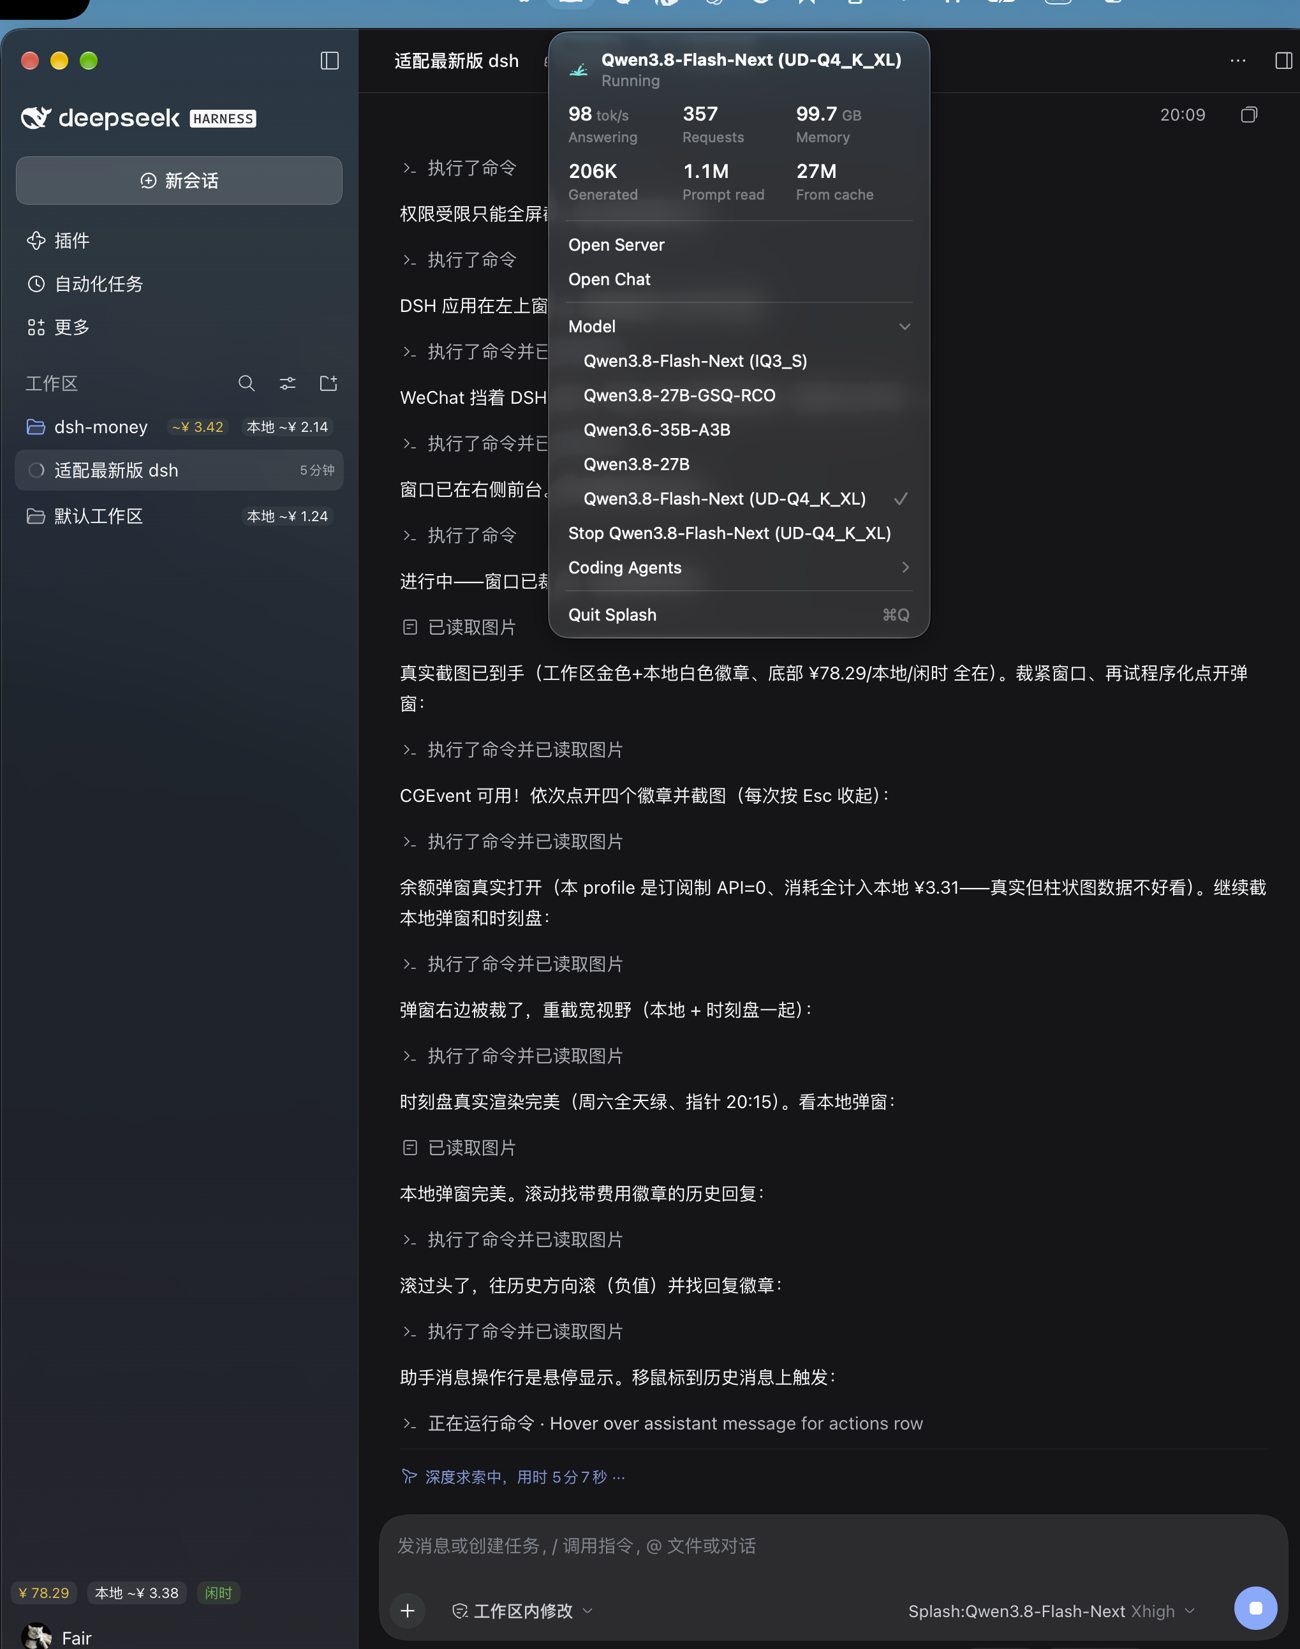 deepseek HARNESS
新会话
插件
自动化任务
更多
工作区
dsh-money ~¥ 3.42 本地 ~¥ 2.14
适配最新版 dsh 5分钟
默认工作区 本地 ~¥ 1.24
¥ 78.29 本地 ~¥ 3.38 闲时
Fair
适配最新版 dsh
20:09
执行了命令
权限受限只能全屏
执行了命令
DSH 应用在左上窗
执行了命令并已
WeChat 挡着 DSH
执行了命令并已
窗口已在右侧前台。
执行了命令
进行中——窗口已裁
已读取图片
真实截图已到手（工作区金色+本地白色徽章、底部 ¥78.29/本地/闲时 全在）。裁紧窗口、再试程序化点开弹
窗：
执行了命令并已读取图片
CGEvent 可用！依次点开四个徽章并截图（每次按 Esc 收起）：
执行了命令并已读取图片
余额弹窗真实打开（本 profile 是订阅制 API=0、消耗全计入本地 ¥3.31——真实但柱状图数据不好看）。继续截
本地弹窗和时刻盘：
执行了命令并已读取图片
弹窗右边被裁了，重截宽视野（本地 + 时刻盘一起）：
执行了命令并已读取图片
时刻盘真实渲染完美（周六全天绿、指针 20:15）。看本地弹窗：
已读取图片
本地弹窗完美。滚动找带费用徽章的历史回复：
执行了命令并已读取图片
滚过头了，往历史方向滚（负值）并找回复徽章：
执行了命令并已读取图片
助手消息操作行是悬停显示。移鼠标到历史消息上触发：
正在运行命令 · Hover over assistant message for actions row
深度求索中，用时 5分7秒 ···
发消息或创建任务, / 调用指令, @ 文件或对话
工作区内修改
Splash:Qwen3.8-Flash-Next Xhigh
Qwen3.8-Flash-Next (UD-Q4_K_XL)
Running
98 tok/s 357 99.7 GB
Answering Requests Memory
206K 1.1M 27M
Generated Prompt read From cache
Open Server
Open Chat
Model
Qwen3.8-Flash-Next (IQ3_S)
Qwen3.8-27B-GSQ-RCO
Qwen3.6-35B-A3B
Qwen3.8-27B
Qwen3.8-Flash-Next (UD-Q4_K_XL)
Stop Qwen3.8-Flash-Next (UD-Q4_K_XL)
Coding Agents
Quit Splash ⌘Q